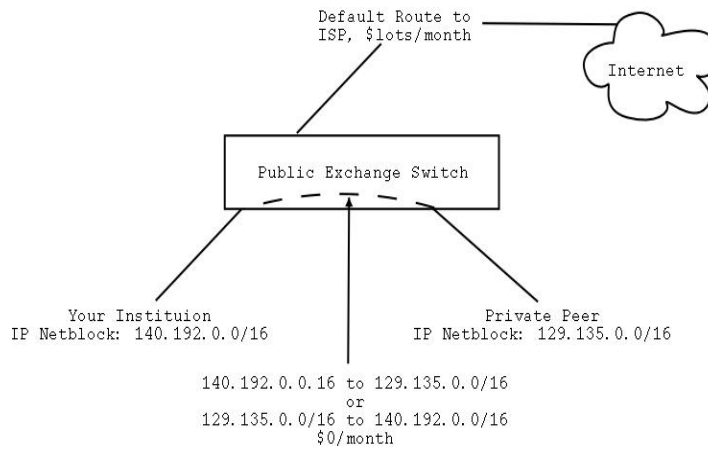 Default Route to
ISP, $lots/month
Internet
Public Exchange Switch
Your Instituion
IP Netblock: 140.192.0.0/16
Private Peer
IP Netblock: 129.135.0.0/16
140.192.0.0.16 to 129.135.0.0/16
or
129.135.0.0/16 to 140.192.0.0/16
$0/month